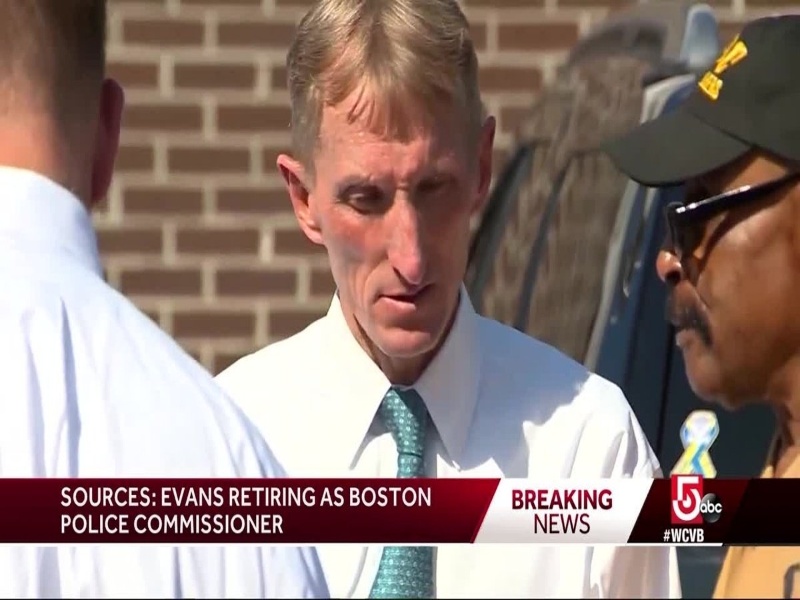 SOURCES: EVANS RETIRING AS BOSTON
POLICE COMMISSIONER
BREAKING
NEWS
5 abc
#WCVB